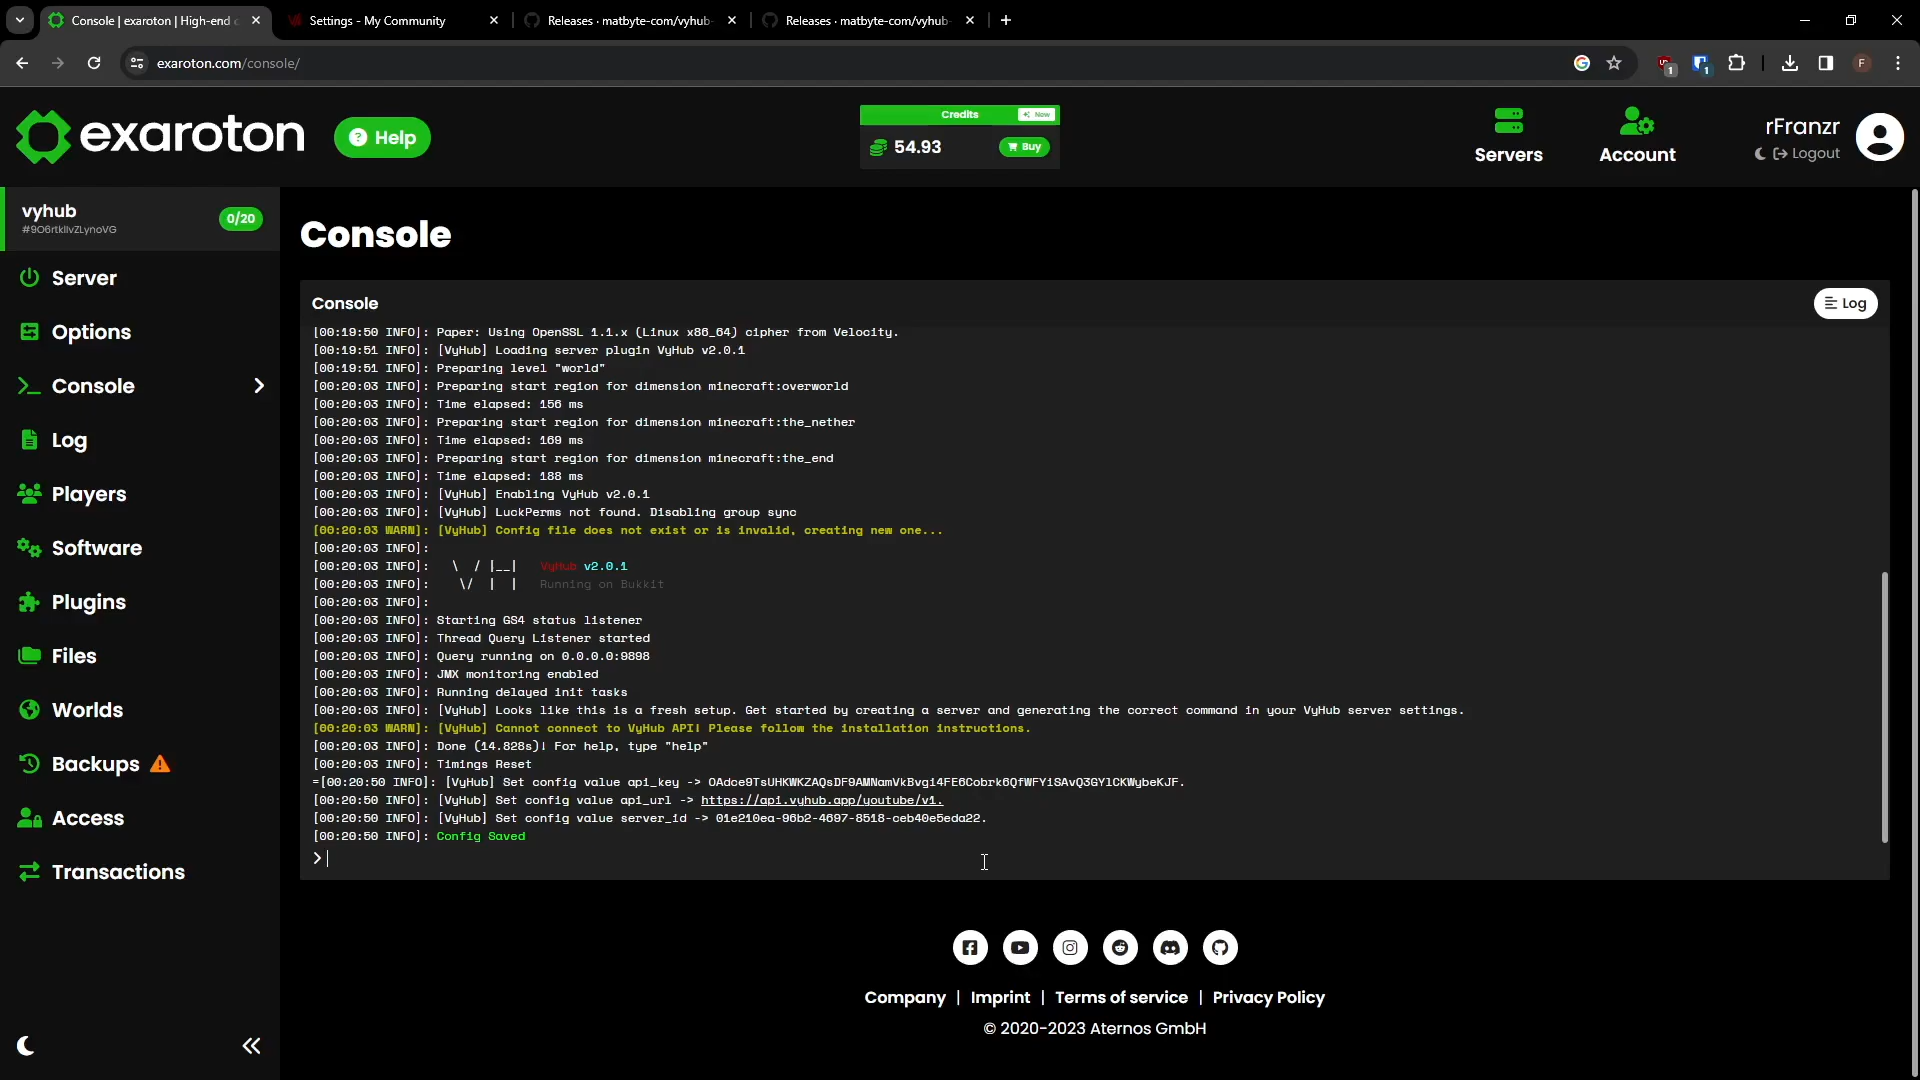 Console | exaroton | High-end
Settings - My Community
Releases · matbyte-com/vyhub-
Releases · matbyte-com/vyhub-
exaroton.com/console/
1
1
F
exaroton
Help
Credits
New
54.93
Buy
Servers
Account
rFranzr
Logout
vyhub
0/20
Server
Options
Console
Log
Players
Software
Plugins
Files
Worlds
Backups
Access
Transactions
Console
Console
Log
[00:19:50 INFO]: Paper: Using OpenSSL 1.1.x (Linux x86_64) cipher from Velocity.
[00:19:51 INFO]: [VyHub] Loading server plugin VyHub v2.0.1
[00:19:51 INFO]: Preparing level "world"
[00:20:03 INFO]: Preparing start region for dimension minecraft:overworld
[00:20:03 INFO]: Time elapsed: 156 ms
[00:20:03 INFO]: Preparing start region for dimension minecraft:the_nether
[00:20:03 INFO]: Time elapsed: 169 ms
[00:20:03 INFO]: Preparing start region for dimension minecraft:the_end
[00:20:03 INFO]: Time elapsed: 188 ms
[00:20:03 INFO]: [VyHub] Enabling VyHub v2.0.1
[00:20:03 INFO]: [VyHub] LuckPerms not found. Disabling group sync
[00:20:03 WARN]: [VyHub] Config file does not exist or is invalid, creating new one...
[00:20:03 INFO]:
[00:20:03 INFO]: \ / |__| VyHub v2.0.1
[00:20:03 INFO]: \/ | | Running on Bukkit
[00:20:03 INFO]:
[00:20:03 INFO]: Starting GS4 status listener
[00:20:03 INFO]: Thread Query Listener started
[00:20:03 INFO]: Query running on 0.0.0.0:9898
[00:20:03 INFO]: JMX monitoring enabled
[00:20:03 INFO]: Running delayed init tasks
[00:20:03 INFO]: [VyHub] Looks like this is a fresh setup. Get started by creating a server and generating the correct command in your VyHub server settings.
[00:20:03 WARN]: [VyHub] Cannot connect to VyHub API! Please follow the installation instructions.
[00:20:03 INFO]: Done (14.828s)! For help, type "help"
[00:20:03 INFO]: Timings Reset
=[00:20:50 INFO]: [VyHub] Set config value api_key -> OAdce9TsUHKWKZAQsDF9AMNamVkBvgi4FE6Cobrk6QfWFYiSAvQ3GYlCKWybeKJF.
[00:20:50 INFO]: [VyHub] Set config value api_url -> https://api.vyhub.app/youtube/v1.
[00:20:50 INFO]: [VyHub] Set config value server_id -> 01e210ea-96b2-4697-8518-ceb40e5eda22.
[00:20:50 INFO]: Config Saved
>
Company | Imprint | Terms of service | Privacy Policy
© 2020-2023 Aternos GmbH